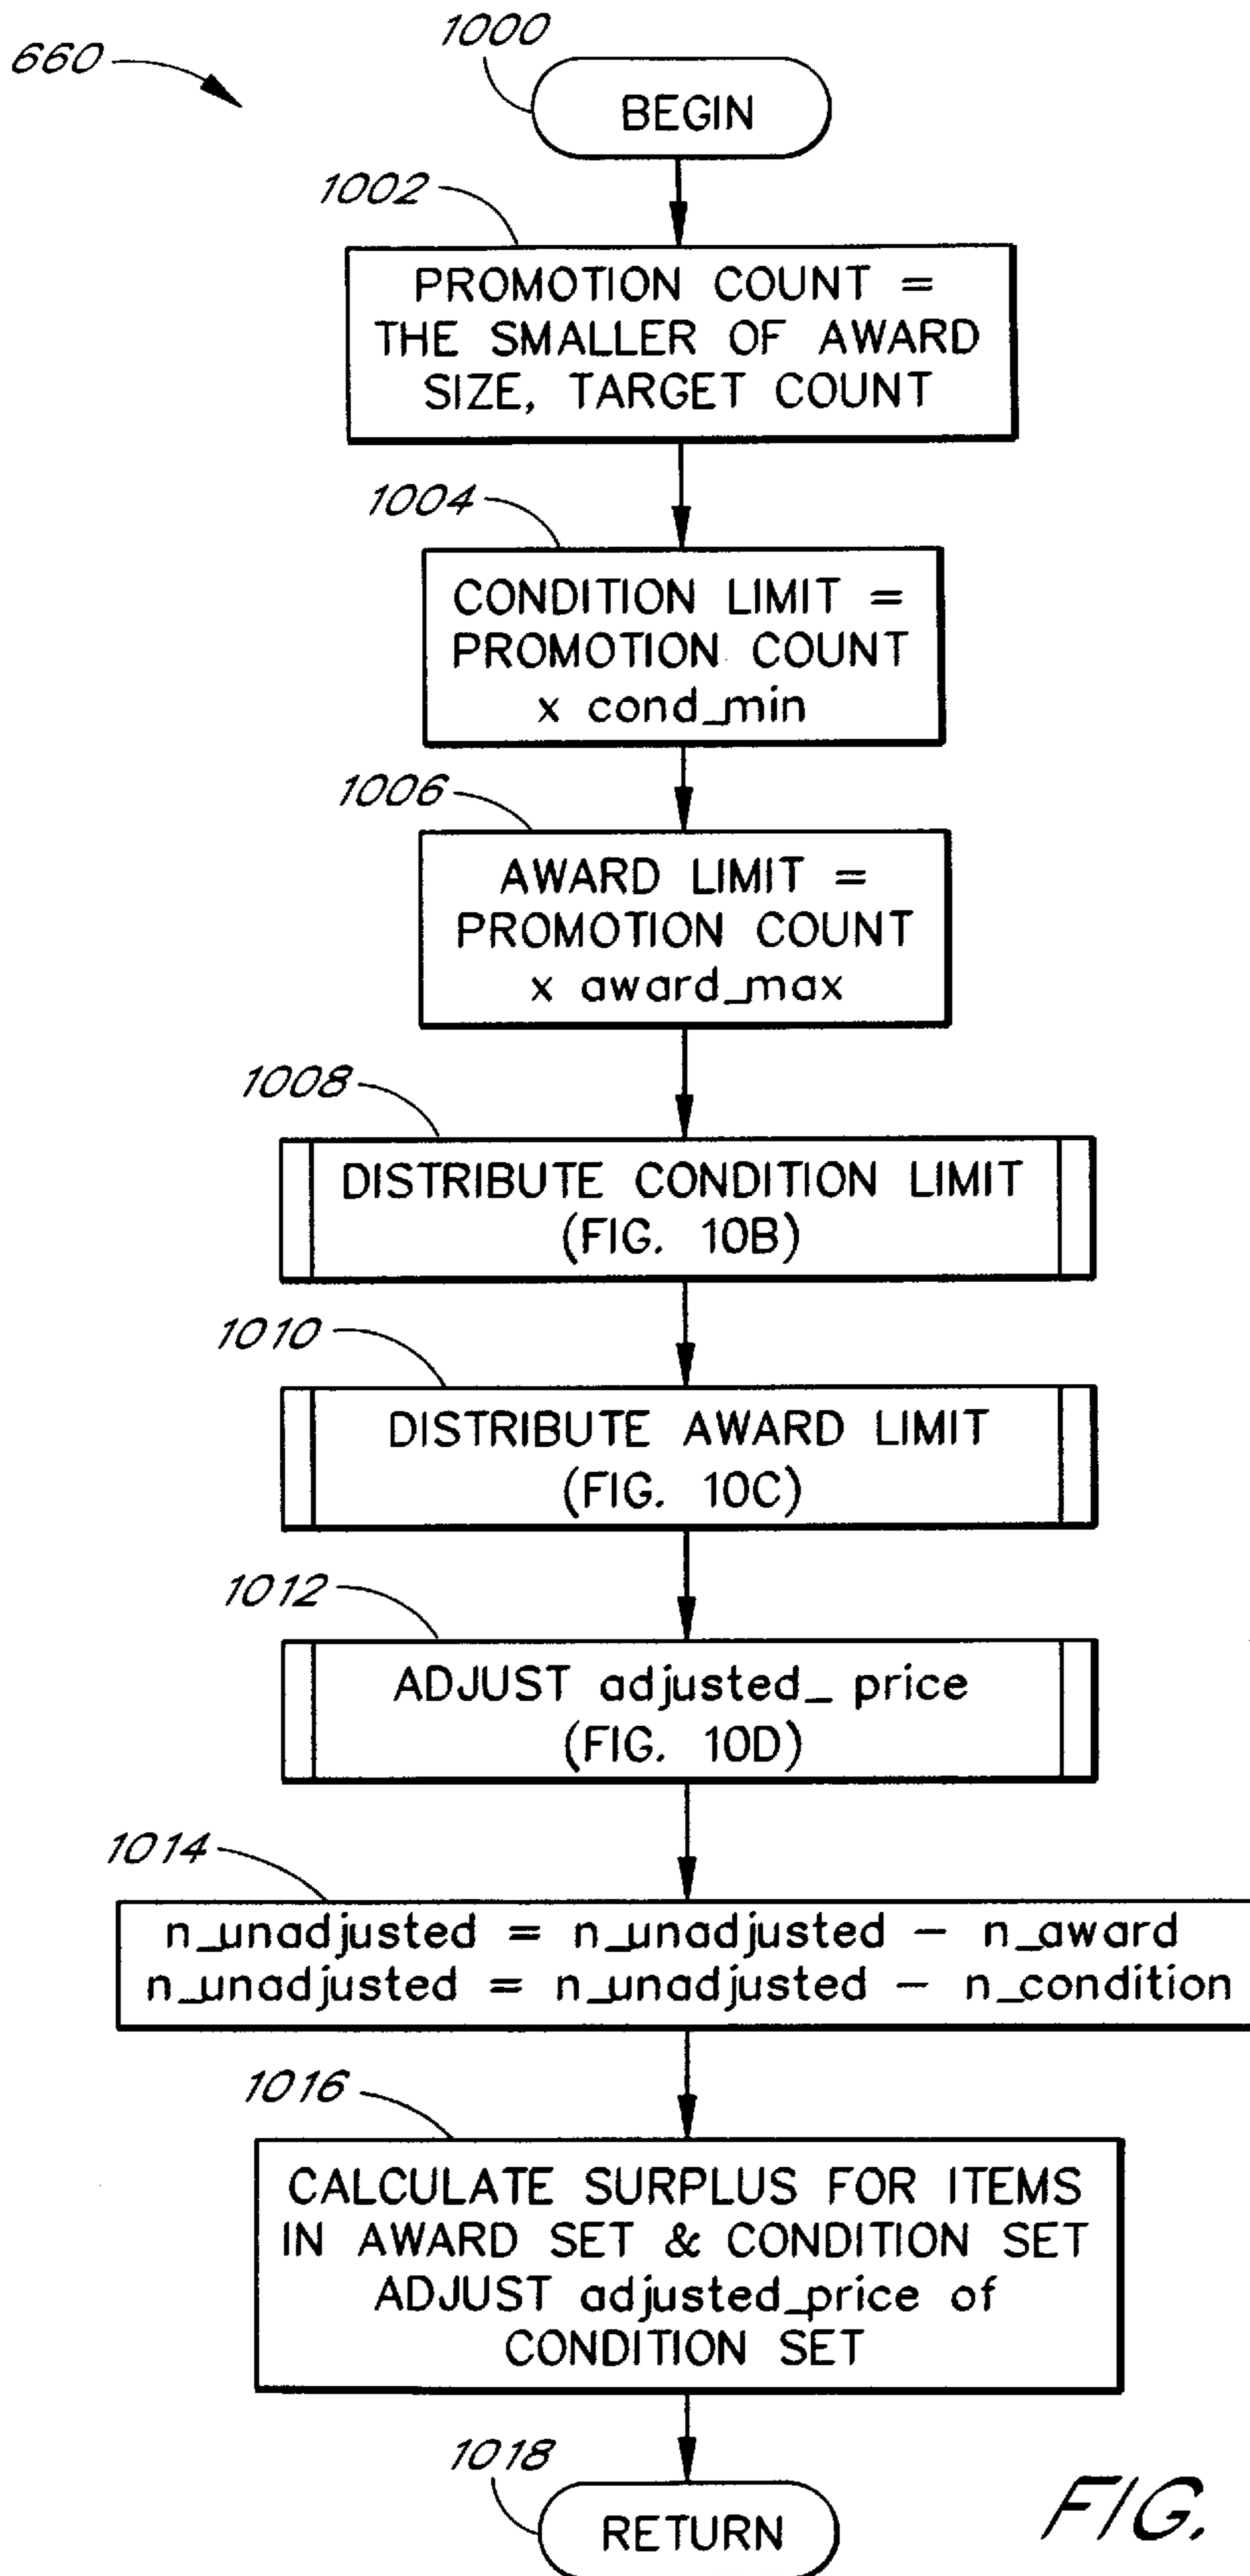 660
1000
BEGIN
1002
PROMOTION COUNT =
THE SMALLER OF AWARD
SIZE, TARGET COUNT
1004
CONDITION LIMIT =
PROMOTION COUNT
x cond_min
1006
AWARD LIMIT =
PROMOTION COUNT
x award_max
1008
DISTRIBUTE CONDITION LIMIT
(FIG. 10B)
1010
DISTRIBUTE AWARD LIMIT
(FIG. 10C)
1012
ADJUST adjusted_ price
(FIG. 10D)
1014
n_unadjusted = n_unadjusted - n_award
n_unadjusted = n_unadjusted - n_condition
1016
CALCULATE SURPLUS FOR ITEMS
IN AWARD SET & CONDITION SET
ADJUST adjusted_price of
CONDITION SET
1018
RETURN
FIG.